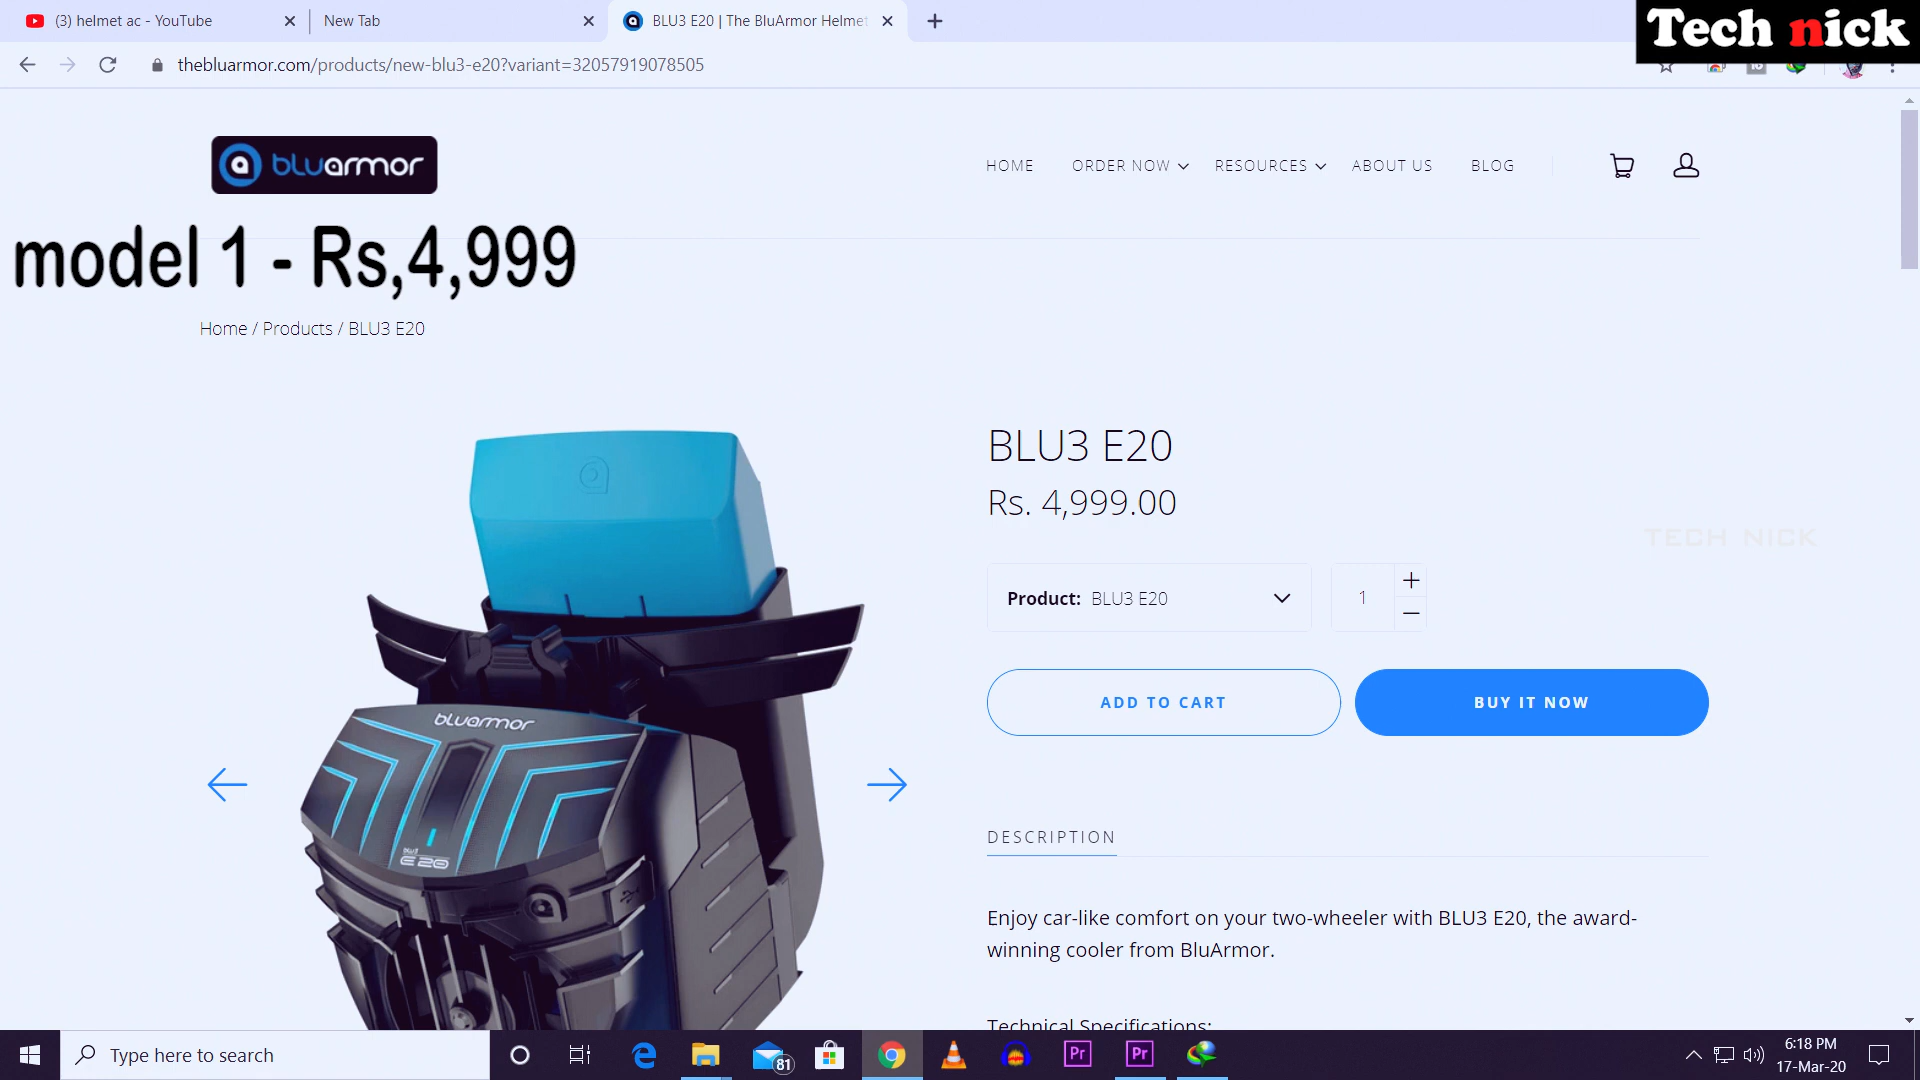 (3) helmet ac - YouTube
New Tab
BLU3 E20 | The BluArmor Helmet
Tech nick
thebluarmor.com/products/new-blu3-e20?variant=32057919078505
bluarmor
HOME
ORDER NOW
RESOURCES
ABOUT US
BLOG
model 1 - Rs,4,999
Home / Products / BLU3 E20
BLU3 E20
Rs. 4,999.00
TECH NICK
Product: BLU3 E20
1
ADD TO CART
BUY IT NOW
bluarmor
BLU3
E20
DESCRIPTION
Enjoy car-like comfort on your two-wheeler with BLU3 E20, the award-
winning cooler from BluArmor.
Technical Specifications:
Type here to search
81
Pr
Pr
6:18 PM
17-Mar-20